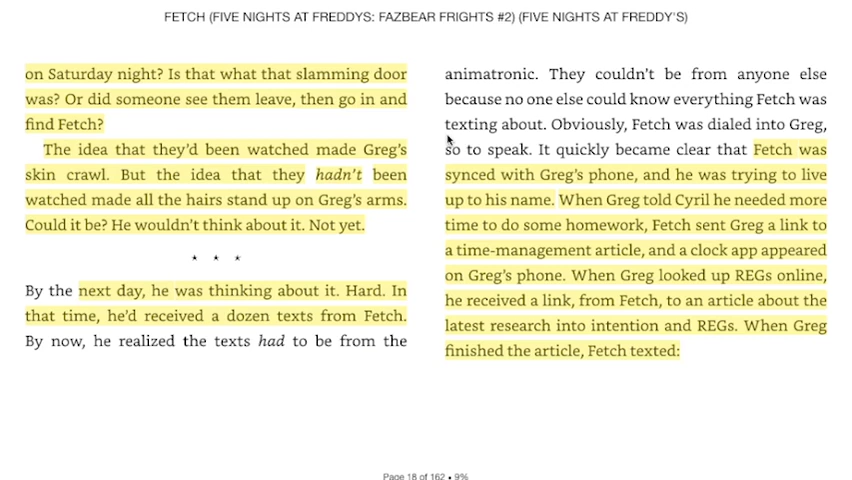 FETCH (FIVE NIGHTS AT FREDDYS: FAZBEAR FRIGHTS #2) (FIVE NIGHTS AT FREDDY'S)
on Saturday night? Is that what that slamming door
was? Or did someone see them leave, then go in and
find Fetch?
The idea that they'd been watched made Greg's
skin crawl. But the idea that they hadn't been
watched made all the hairs stand up on Greg's arms.
Could it be? He wouldn't think about it. Not yet.
* * *
By the next day, he was thinking about it. Hard. In
that time, he'd received a dozen texts from Fetch.
By now, he realized the texts had to be from the
animatronic. They couldn't be from anyone else
because no one else could know everything Fetch was
texting about. Obviously, Fetch was dialed into Greg,
so to speak. It quickly became clear that Fetch was
synced with Greg's phone, and he was trying to live
up to his name. When Greg told Cyril he needed more
time to do some homework, Fetch sent Greg a link to
a time-management article, and a clock app appeared
on Greg's phone. When Greg looked up REGs online,
he received a link, from Fetch, to an article about the
latest research into intention and REGs. When Greg
finished the article, Fetch texted:
Page 18 of 162 • 9%